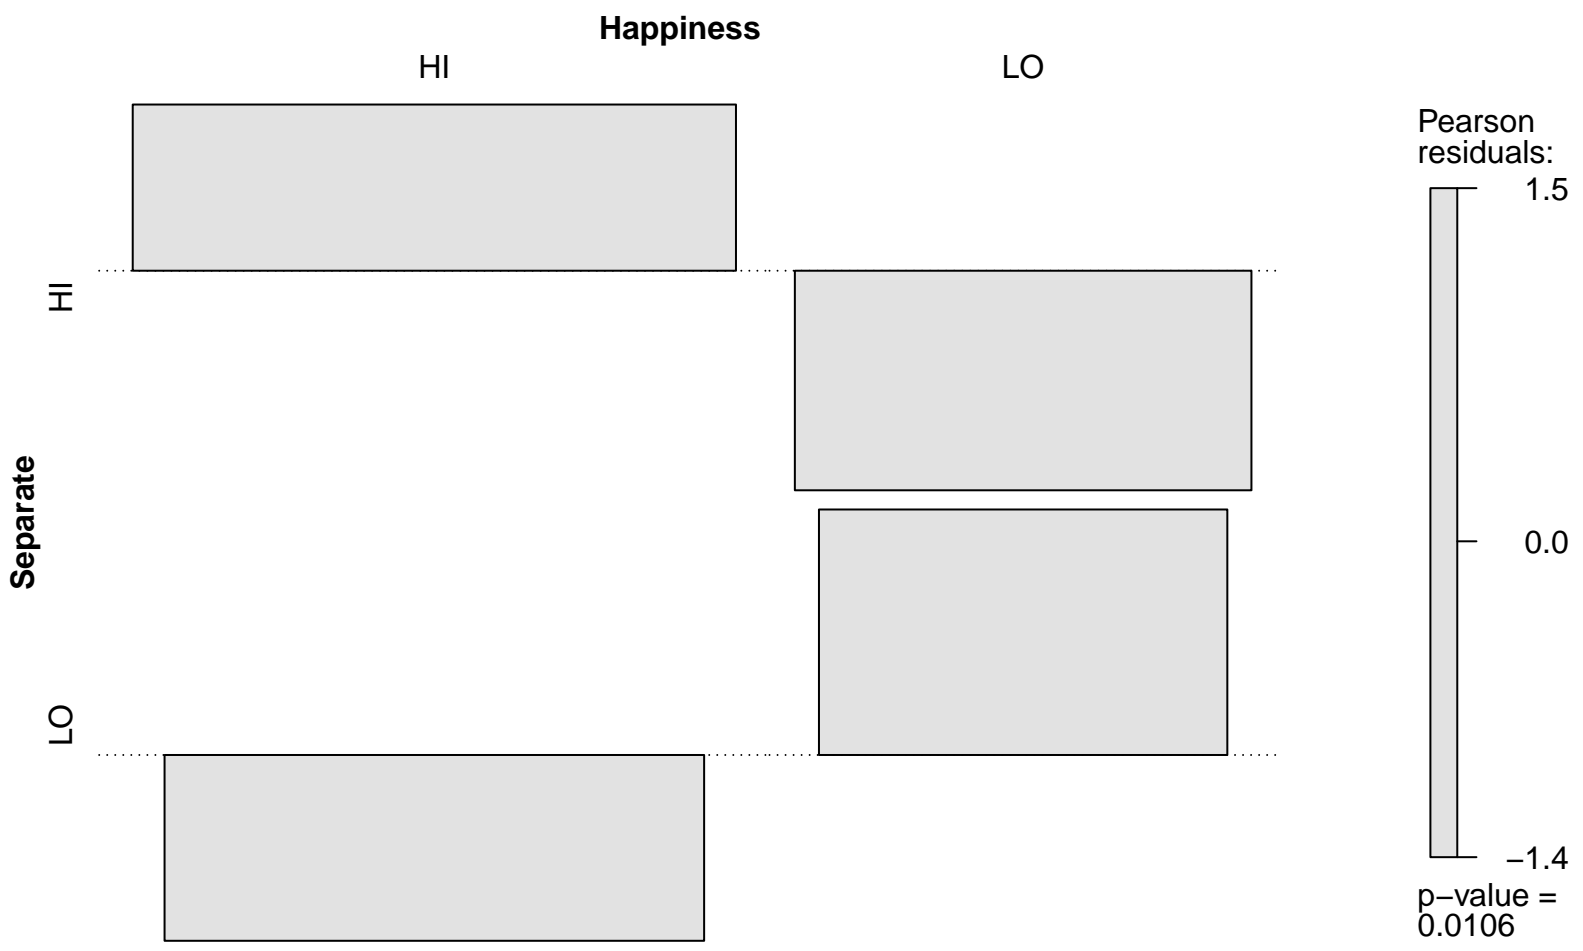 Happiness
HI
LO
Separate
HI
LO
Pearson
residuals:
1.5
0.0
−1.4
p−value =
0.0106